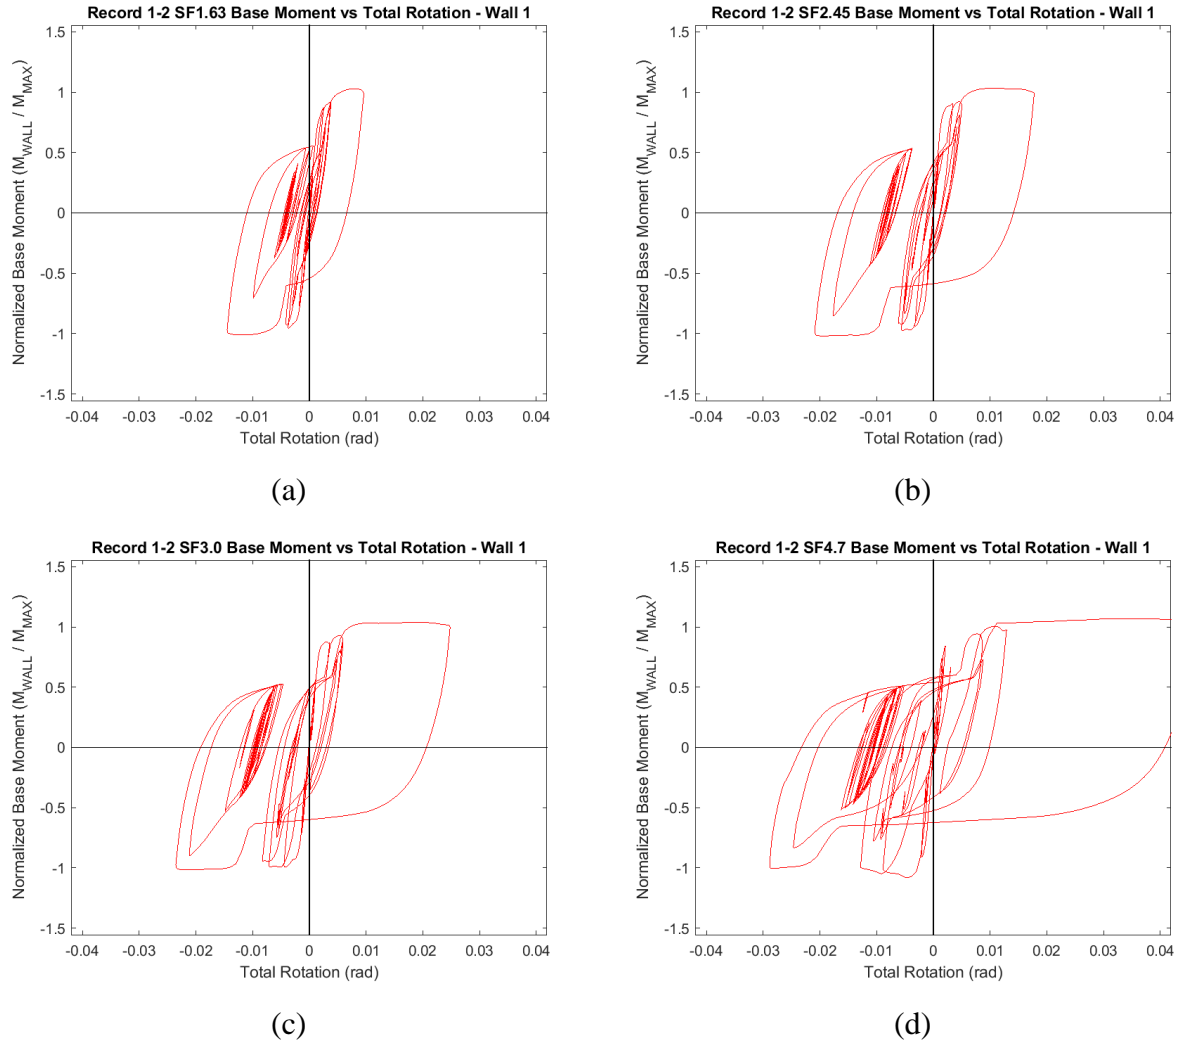 Record 1-2 SF1.63 Base Moment vs Total Rotation - Wall 1
Normalized Base Moment (M_WALL / M_MAX)
1.5
1
0.5
0
-0.5
-1
-1.5
-0.04 -0.03 -0.02 -0.01 0 0.01 0.02 0.03 0.04
Total Rotation (rad)
(a)
Record 1-2 SF2.45 Base Moment vs Total Rotation - Wall 1
Normalized Base Moment (M_WALL / M_MAX)
1.5
1
0.5
0
-0.5
-1
-1.5
-0.04 -0.03 -0.02 -0.01 0 0.01 0.02 0.03 0.04
Total Rotation (rad)
(b)
Record 1-2 SF3.0 Base Moment vs Total Rotation - Wall 1
Normalized Base Moment (M_WALL / M_MAX)
1.5
1
0.5
0
-0.5
-1
-1.5
-0.04 -0.03 -0.02 -0.01 0 0.01 0.02 0.03 0.04
Total Rotation (rad)
(c)
Record 1-2 SF4.7 Base Moment vs Total Rotation - Wall 1
Normalized Base Moment (M_WALL / M_MAX)
1.5
1
0.5
0
-0.5
-1
-1.5
-0.04 -0.03 -0.02 -0.01 0 0.01 0.02 0.03 0.04
Total Rotation (rad)
(d)